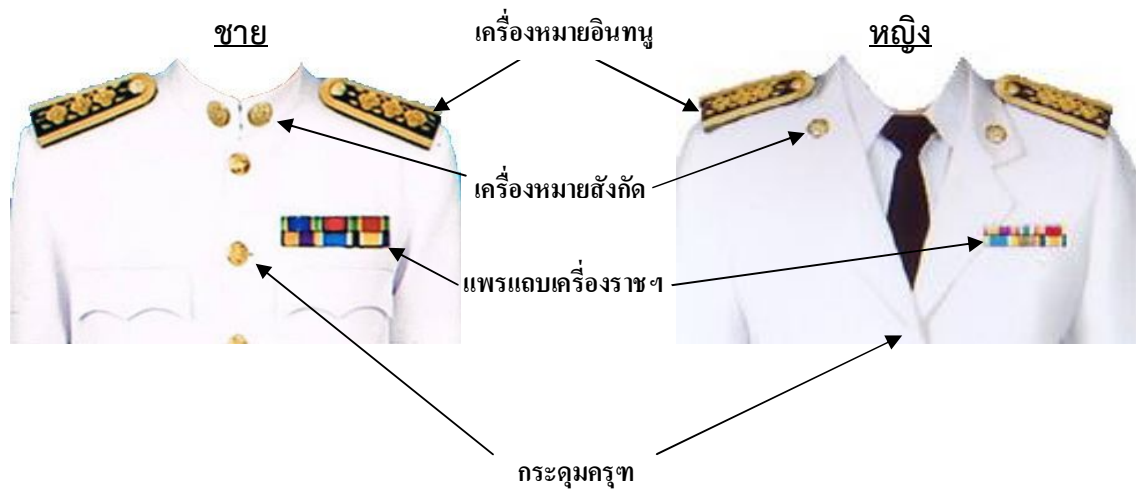 ชาย
เครื่องหมายอินทนู
หญิง
เครื่องหมายสังกัด
แพรแถบเครื่องราชฯ
กระดุมครุฑ